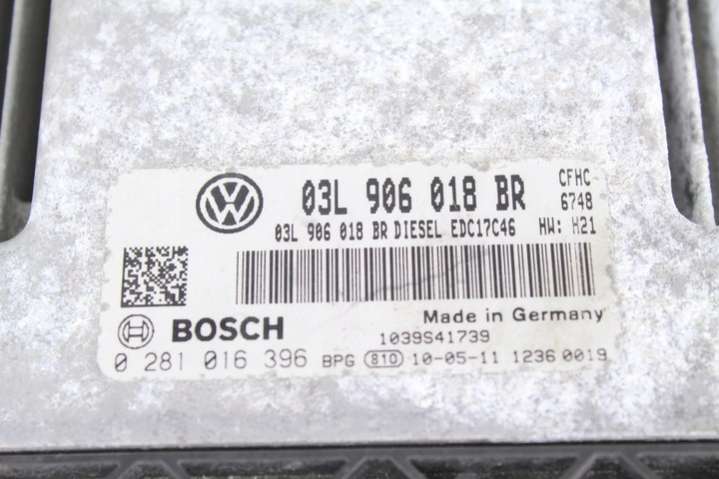 03L 906 018 BR CFHC
6748
03L 906 018 BR DIESEL EDC17C46 HW: H21
Made in Germany
BOSCH 1039S41739
0 281 016 396 BPG 810 10-05-11 1236 0019